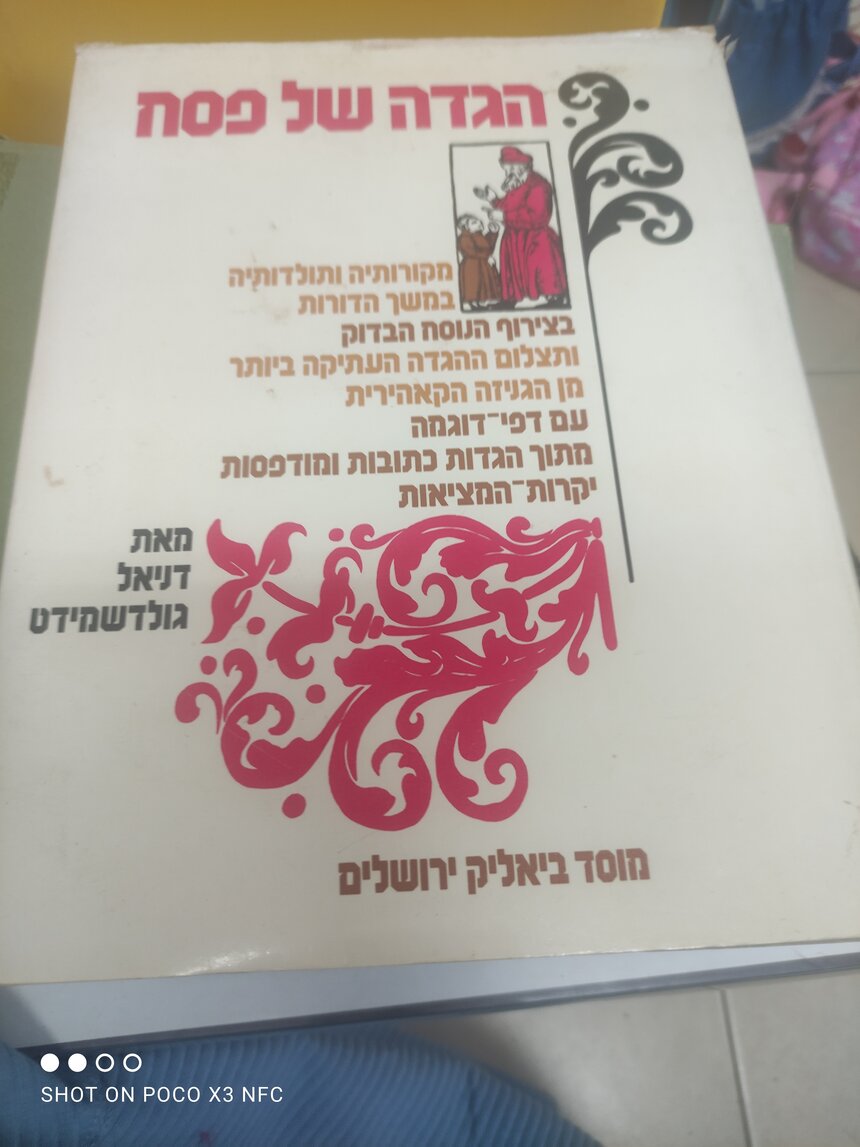 הגדה של פסח
מקורותיה ותולדותיה
במשך הדורות
בצירוף הנוסח הבדוק
ותצלום ההגדה העתיקה ביותר
מן הגניזה הקאהירית
עם דפי־דוגמה
מתוך הגדות כתובות ומודפסות
יקרות־המציאות
מאת
דניאל
גולדשמידט
מוסד ביאליק ירושלים
SHOT ON POCO X3 NFC